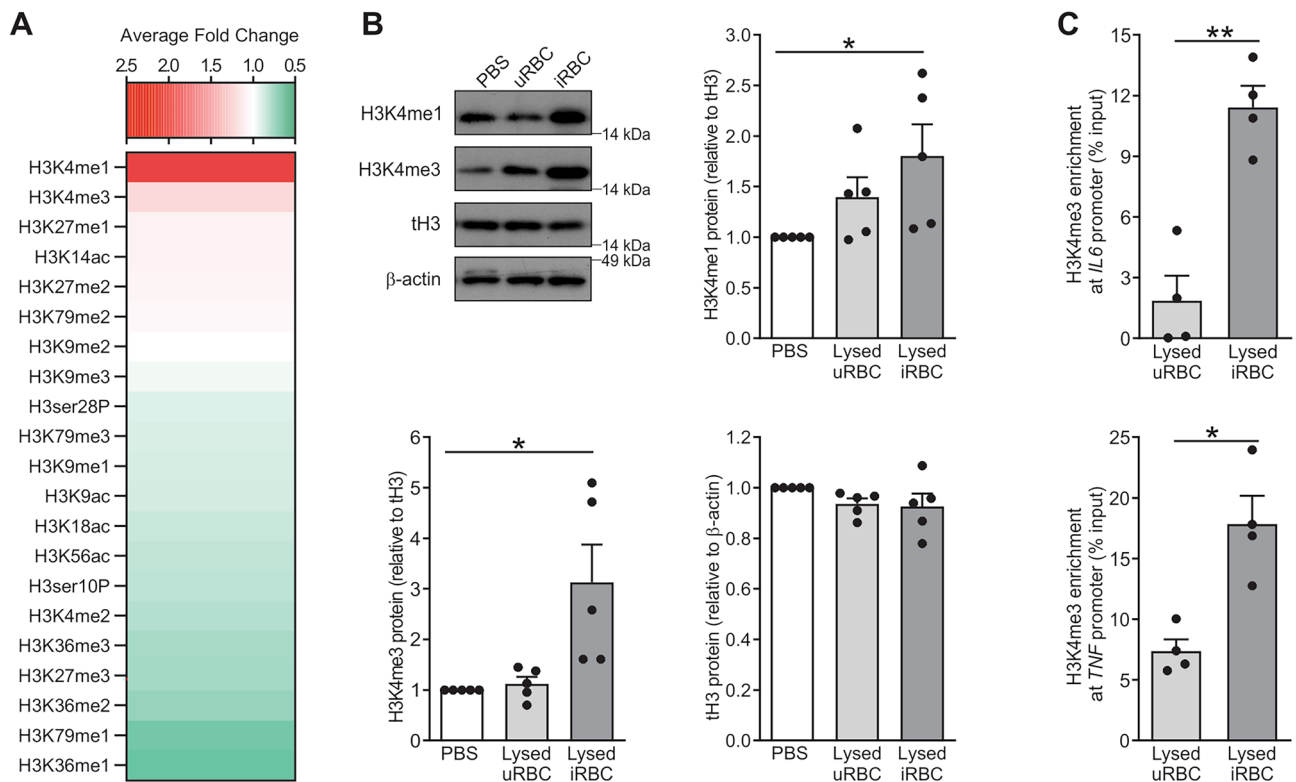 A
Average Fold Change
2.5 2.0 1.5 1.0 0.5
H3K4me1
H3K4me3
H3K27me1
H3K14ac
H3K27me2
H3K79me2
H3K9me2
H3K9me3
H3ser28P
H3K79me3
H3K9me1
H3K9ac
H3K18ac
H3K56ac
H3ser10P
H3K4me2
H3K36me3
H3K27me3
H3K36me2
H3K79me1
H3K36me1
B
PBS uRBC iRBC
H3K4me1
14 kDa
H3K4me3
14 kDa
tH3
14 kDa
49 kDa
β-actin
H3K4me1 protein (relative to tH3)
3.0
2.5
2.0
1.5
1.0
0.5
0.0
*
PBS Lysed Lysed
uRBC iRBC
H3K4me3 protein (relative to tH3)
6
5
4
3
2
1
0
*
PBS Lysed Lysed
uRBC iRBC
tH3 protein (relative to β-actin)
1.2
1.0
0.8
0.6
0.4
0.2
0.0
PBS Lysed Lysed
uRBC iRBC
C
H3K4me3 enrichment
at IL6 promoter (% input)
15
12
9
6
3
0
**
Lysed Lysed
uRBC iRBC
H3K4me3 enrichment
at TNF promoter (% input)
25
20
15
10
5
0
*
Lysed Lysed
uRBC iRBC